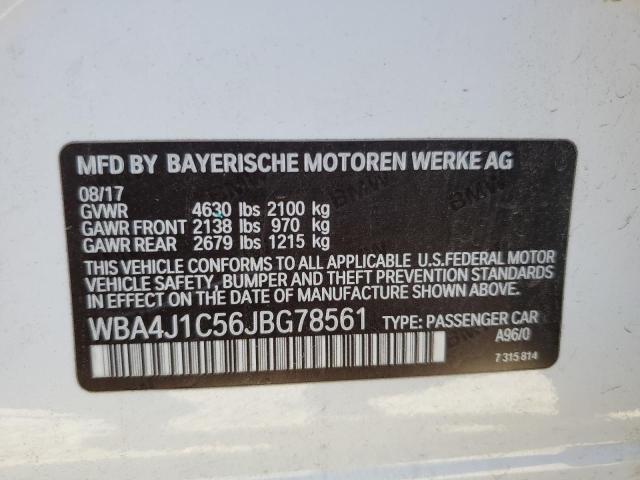 MFD BY BAYERISCHE MOTOREN WERKE AG
08/17
GVWR 4630 lbs 2100 kg
GAWR FRONT 2138 lbs 970 kg
GAWR REAR 2679 lbs 1215 kg
THIS VEHICLE CONFORMS TO ALL APPLICABLE U.S.FEDERAL MOTOR
VEHICLE SAFETY, BUMPER AND THEFT PREVENTION STANDARDS
IN EFFECT ON THE DATE OF MANUFACTURE SHOWN ABOVE.
WBA4J1C56JBG78561 TYPE: PASSENGER CAR
A96/0
7 315 814